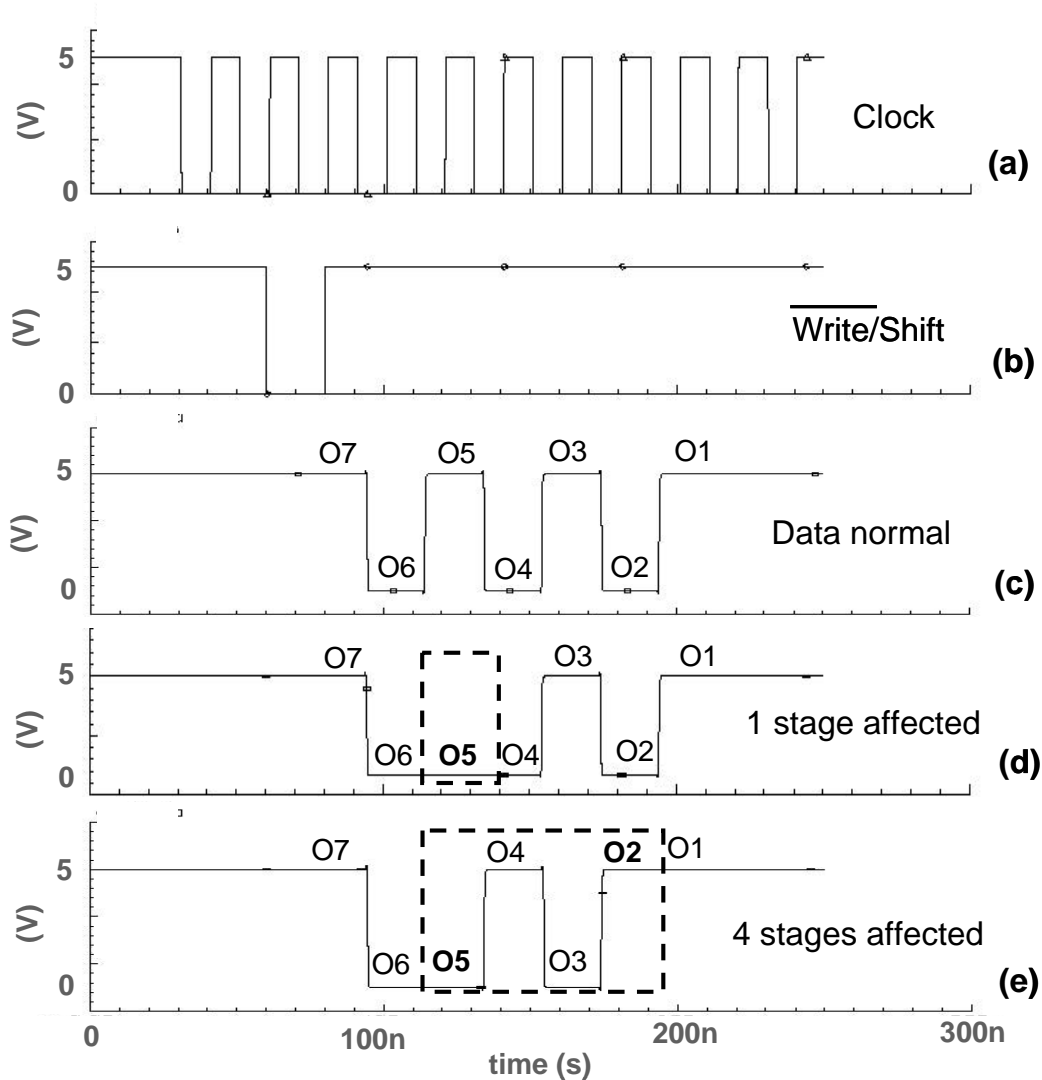 5
0
(V)
Clock
(a)
5
0
(V)
Write/Shift
(b)
O7 O5 O3 O1
5
0
(V)
O6 O4 O2
Data normal
(c)
O7 O3 O1
5
0
(V)
O6 O5 O4 O2
1 stage affected
(d)
O7 O4 O2 O1
5
0
(V)
O6 O5 O3
4 stages affected
(e)
0 100n 200n 300n
time (s)